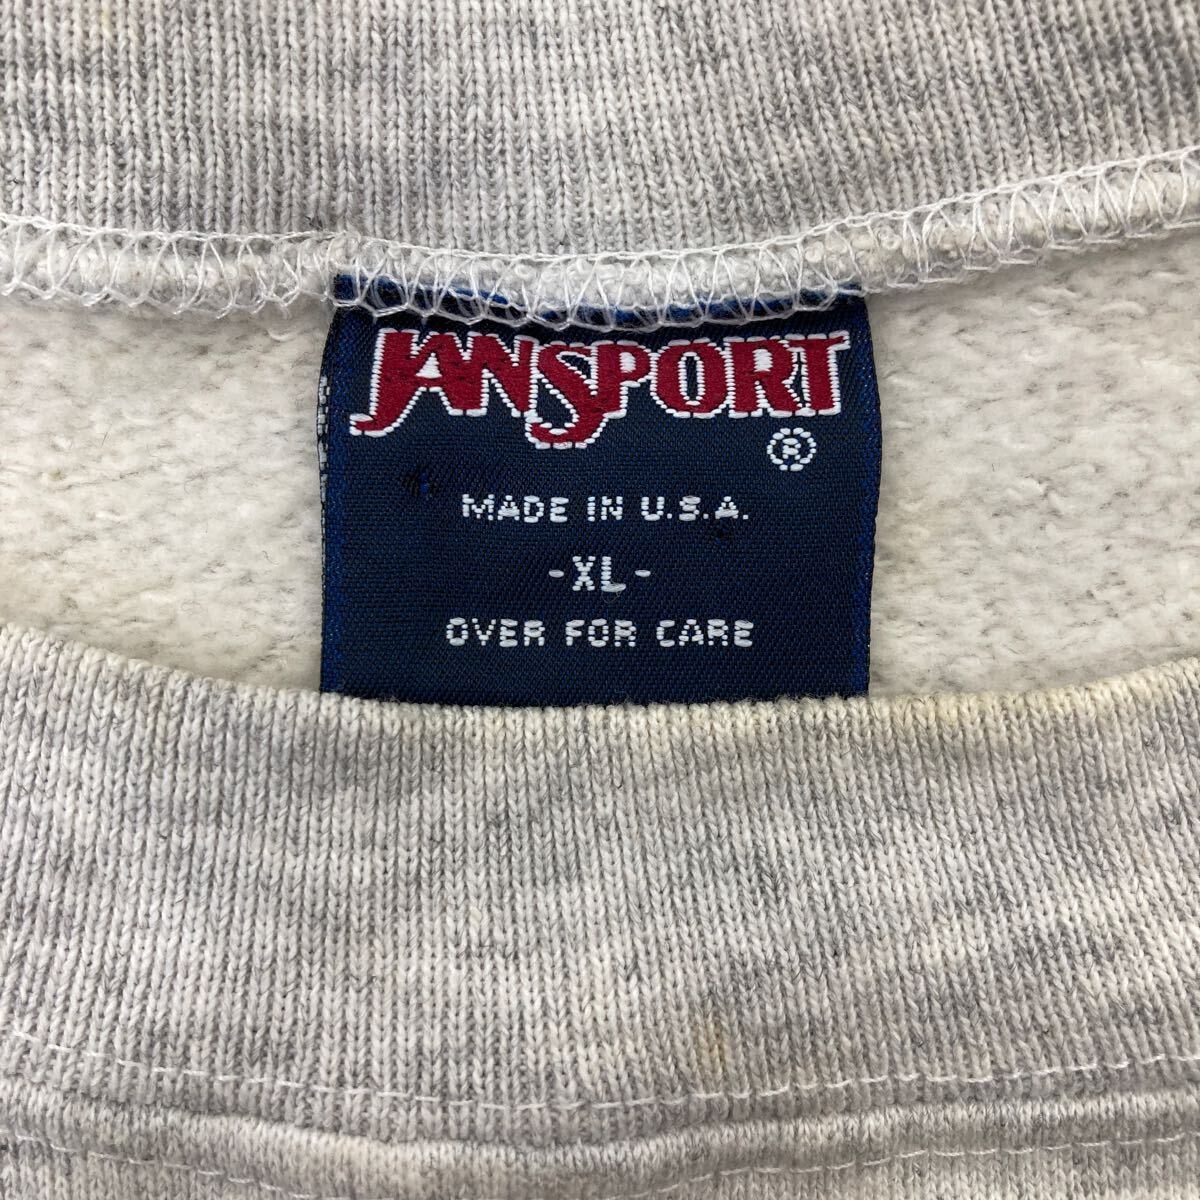 JANSPORT
®
MADE IN U.S.A.
-XL-
OVER FOR CARE